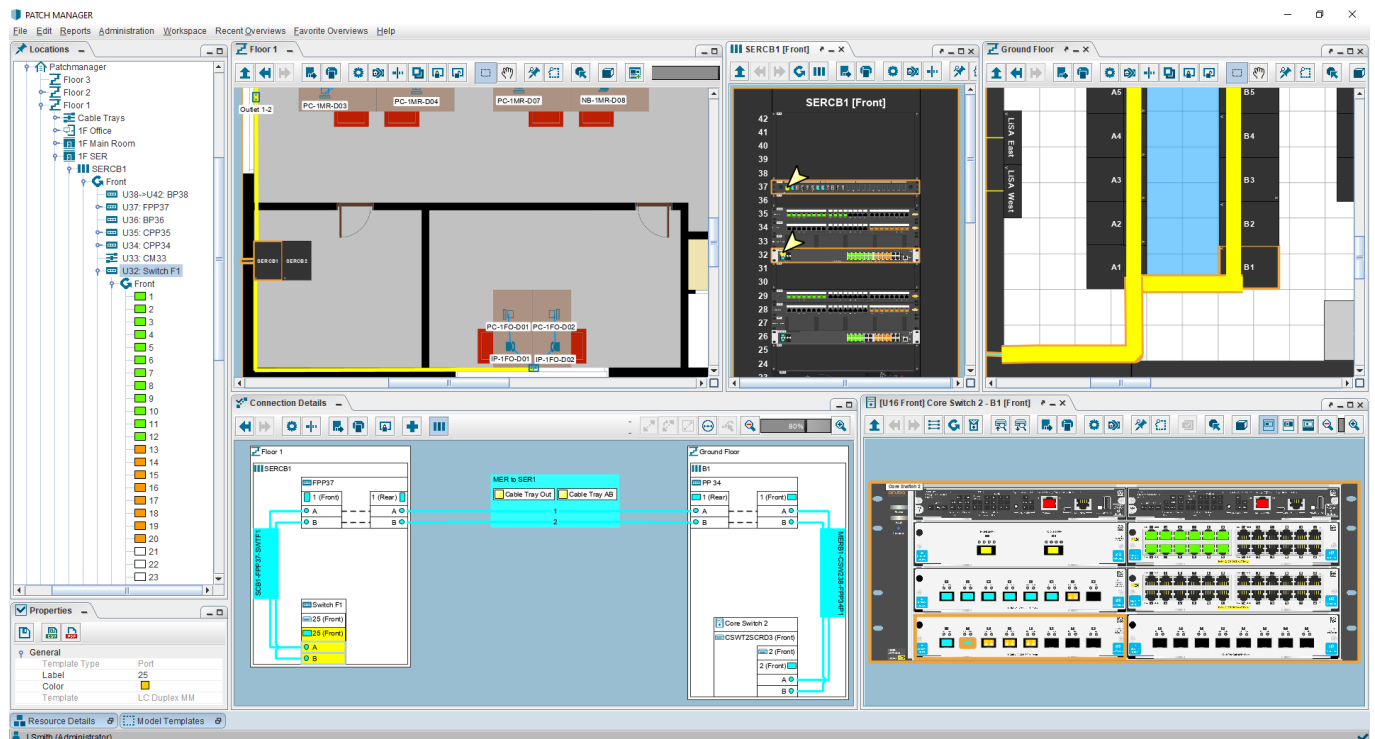 PATCH MANAGER
File Edit Reports Administration Workspace Recent Overviews Favorite Overviews Help
Locations
Patchmanager
Floor 3
Floor 2
Floor 1
Cable Trays
1F Office
1F Main Room
1F SER
SERCB1
Front
U38->U42: BP38
U37: FPP37
U36: BP36
U35: CPP35
U34: CPP34
U33: CM33
U32: Switch F1
Front
1
2
3
4
5
6
7
8
9
10
11
12
13
14
15
16
17
18
19
20
21
22
23
Properties
General
Template Type Port
Label 25
Color
Template LC Duplex MM
Resource Details
Model Templates
J.Smith (Administrator)
Floor 1
Outlet 1-2
PC-1MR-D03
PC-1MR-D04
PC-1MR-D07
NB-1MR-D08
SERCB1
SERCB2
PC-1FO-D01
PC-1FO-D02
IP-1FO-D01
IP-1FO-D02
SERCB1 [Front]
SERCB1 [Front]
42
41
40
39
38
37
36
35
34
33
32
31
30
29
28
27
26
25
24
23
Ground Floor
LiSA East
LiSA West
A5
A4
A3
A2
A1
B5
B4
B3
B2
B1
Connection Details
80%
Floor 1
SERCB1
FPP37
1 (Front)
1 (Rear)
A A
B B
SCB1-FPP37-SWTF1
Switch F1
25 (Front)
25 (Front)
A
B
MER to SER1
Cable Tray Out
Cable Tray AB
1
2
Ground Floor
B1
PP 34
1 (Rear)
1 (Front)
A A
B B
Core Switch 2
CSWT2SCRD3 (Front)
2 (Front)
2 (Front)
A
B
[U16 Front] Core Switch 2 - B1 [Front]
Core Switch 2